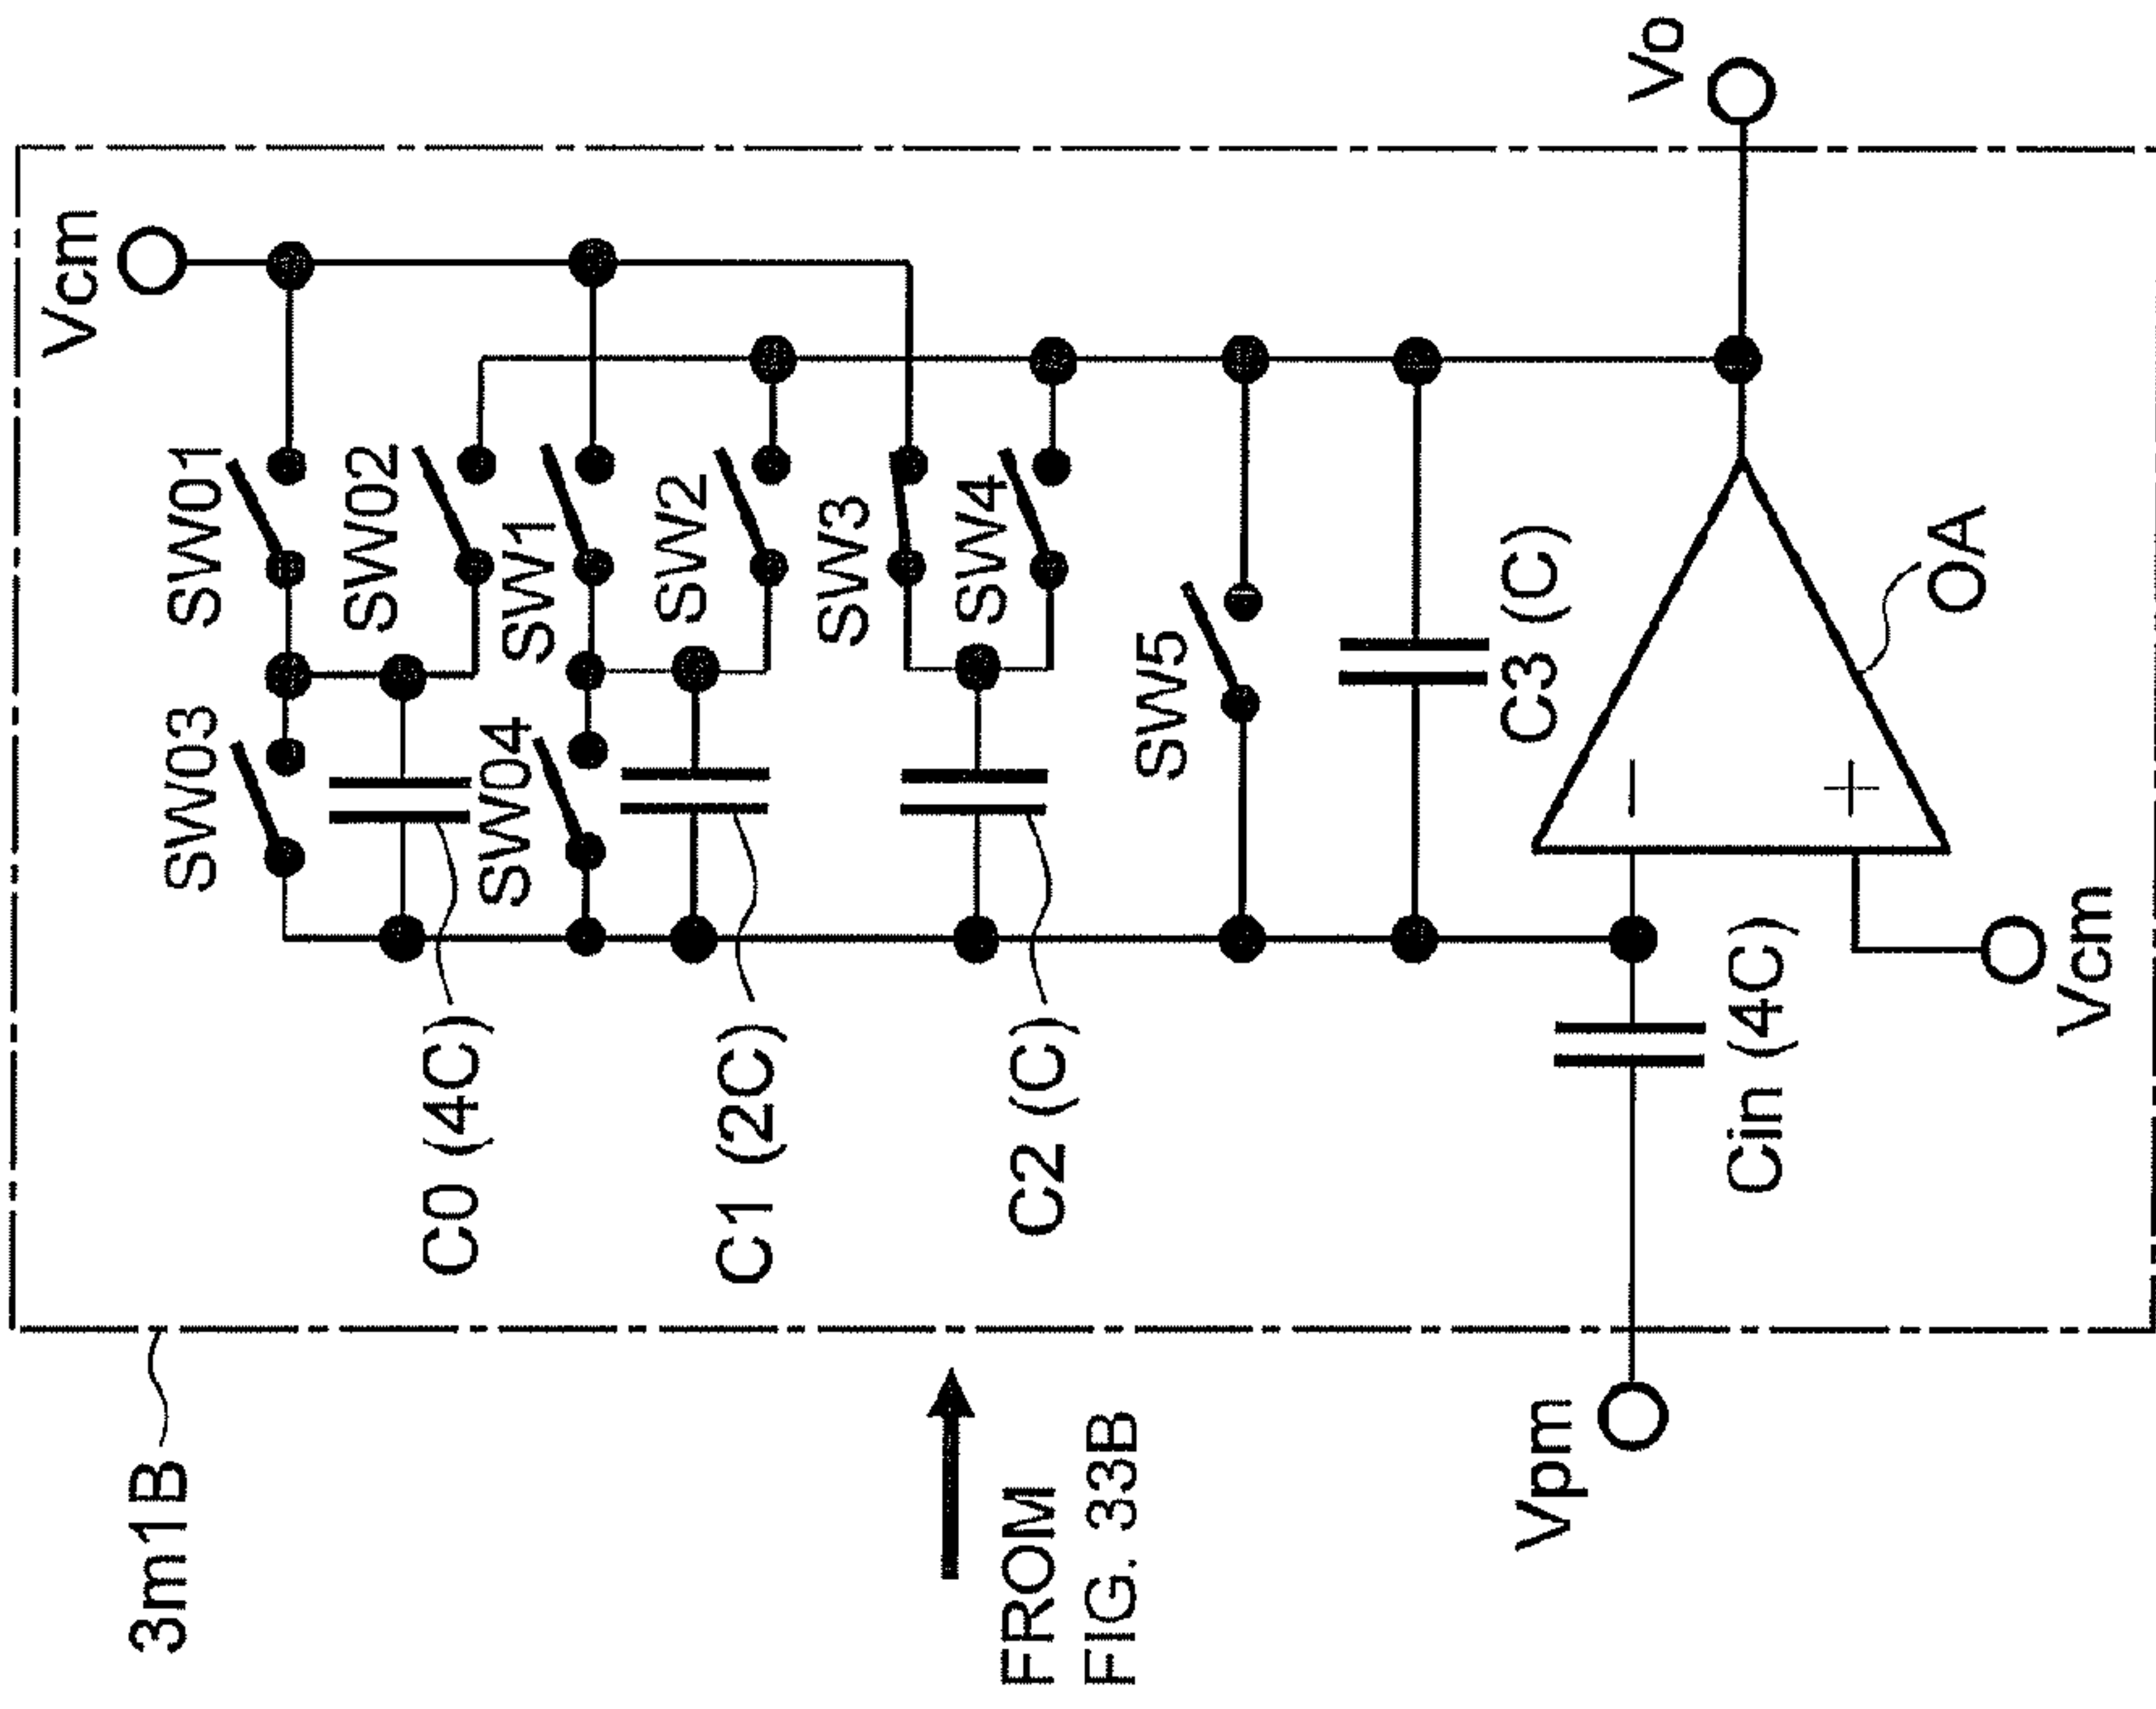 3m1B
Vcm
SW01
SW03
SW02
C0 (4C)
SW1
SW04
SW2
C1 (2C)
SW3
SW4
C2 (C)
FROM
FIG. 33B
SW5
C3 (C)
Vo
Vpm
−
Cin (4C)
+
OA
Vcm